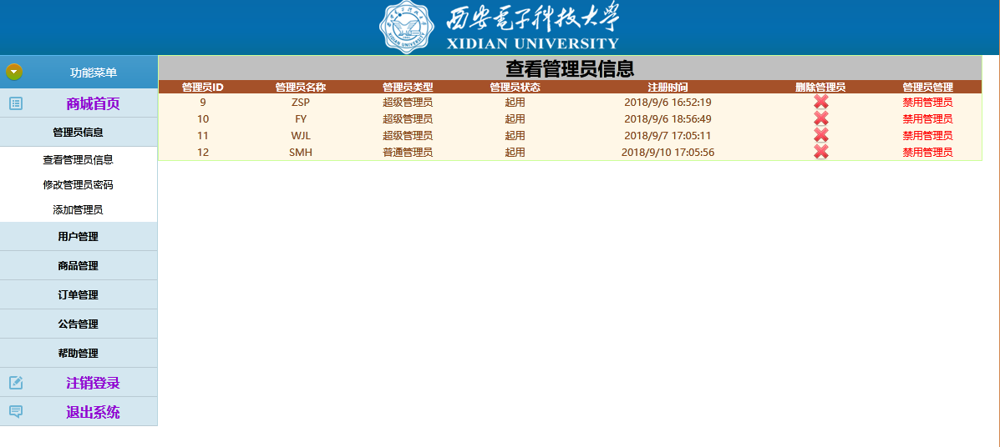 西安電子科技大学
XIDIAN UNIVERSITY
功能菜单
商城首页
管理员信息
查看管理员信息
修改管理员密码
添加管理员
用户管理
商品管理
订单管理
公告管理
帮助管理
注销登录
退出系统
查看管理员信息
管理员ID 管理员名称 管理员类型 管理员状态 注册时间 删除管理员 管理员管理
9 ZSP 超级管理员 起用 2018/9/6 16:52:19 禁用管理员
10 FY 超级管理员 起用 2018/9/6 18:56:49 禁用管理员
11 WJL 超级管理员 起用 2018/9/7 17:05:11 禁用管理员
12 SMH 普通管理员 起用 2018/9/10 17:05:56 禁用管理员